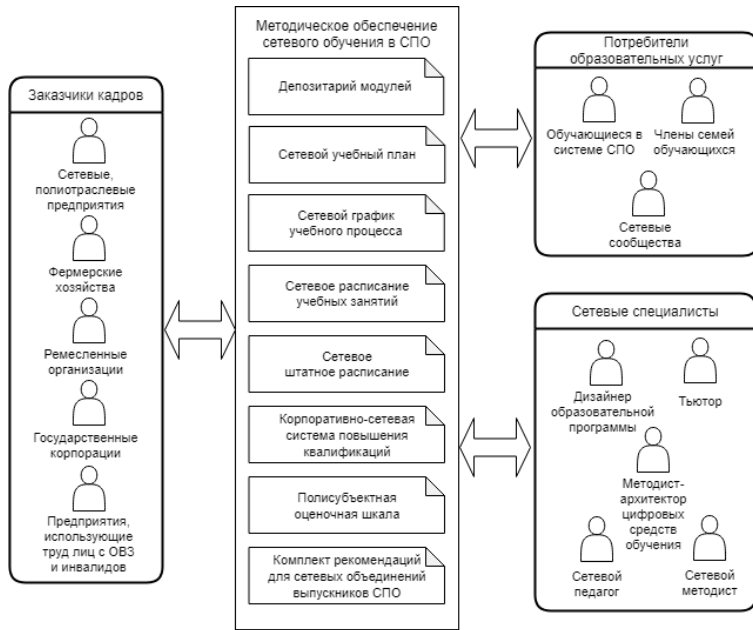 Заказчики кадров
Сетевые,
полиотраслевые
предприятия
Фермерские
хозяйства
Ремесленные
организации
Государственные
корпорации
Предприятия,
использующие
труд лиц с ОВЗ
и инвалидов
Методическое обеспечение
сетевого обучения в СПО
Депозитарий модулей
Сетевой учебный план
Сетевой график
учебного процесса
Сетевое расписание
учебных занятий
Сетевое
штатное расписание
Корпоративно-сетевая
система повышения
квалификаций
Полисубъектная
оценочная шкала
Комплект рекомендаций
для сетевых объединений
выпускников СПО
Потребители
образовательных услуг
Обучающиеся в
системе СПО
Члены семей
обучающихся
Сетевые
сообщества
Сетевые специалисты
Дизайнер
образовательной
программы
Тьютор
Методист-
архитектор
цифровых
средств
обучения
Сетевой
педагог
Сетевой
методист